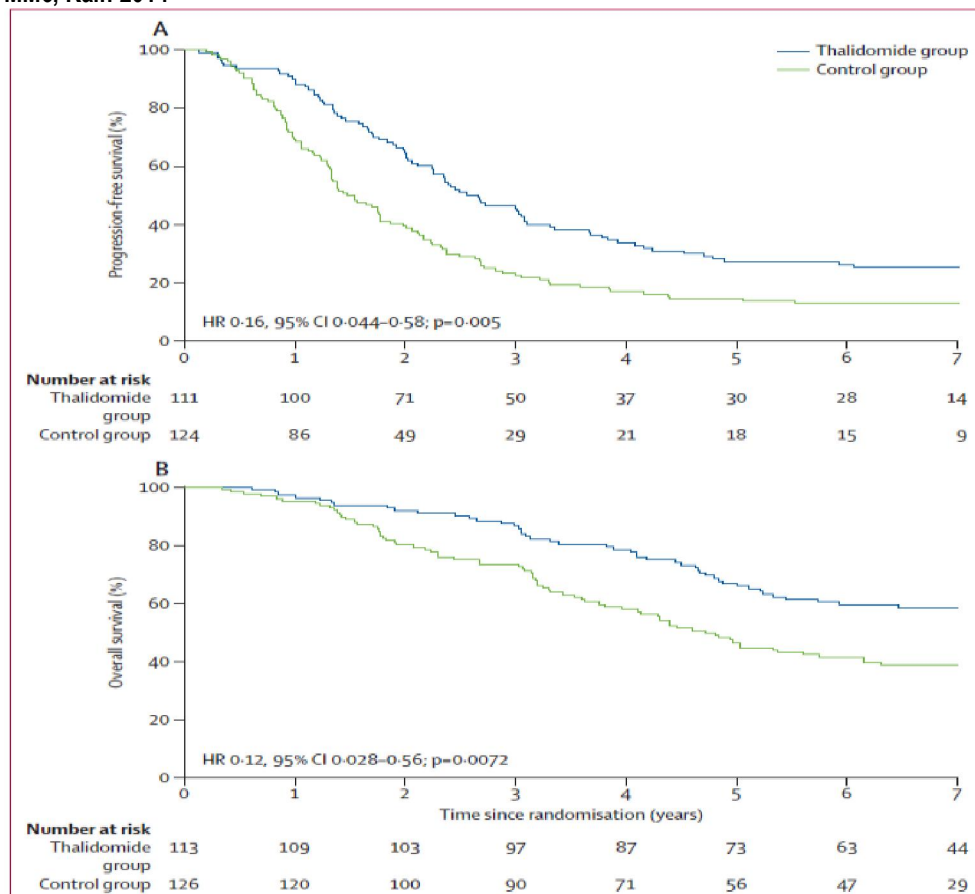 A
100
80
60
40
20
0
Progression-free survival (%)
Thalidomide group
Control group
HR 0·16, 95% CI 0·044–0·58; p=0·005
0 1 2 3 4 5 6 7
Number at risk
Thalidomide group 111 100 71 50 37 30 28 14
Control group 124 86 49 29 21 18 15 9
B
100
80
60
40
20
0
Overall survival (%)
HR 0·12, 95% CI 0·028–0·56; p=0·0072
0 1 2 3 4 5 6 7
Time since randomisation (years)
Number at risk
Thalidomide group 113 109 103 97 87 73 63 44
Control group 126 120 100 90 71 56 47 29